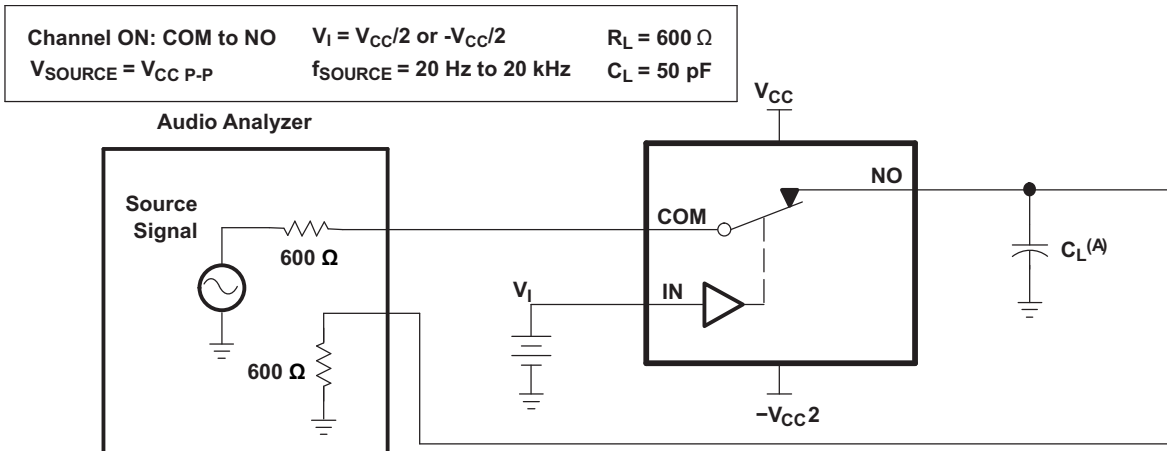 Channel ON: COM to NO V_I = V_CC/2 or -V_CC/2 R_L = 600 Ω
V_SOURCE = V_CC P-P f_SOURCE = 20 Hz to 20 kHz C_L = 50 pF
V_CC
Audio Analyzer
NO
Source
Signal
COM
600 Ω
C_L(A)
V_I
IN
600 Ω
−V_CC2